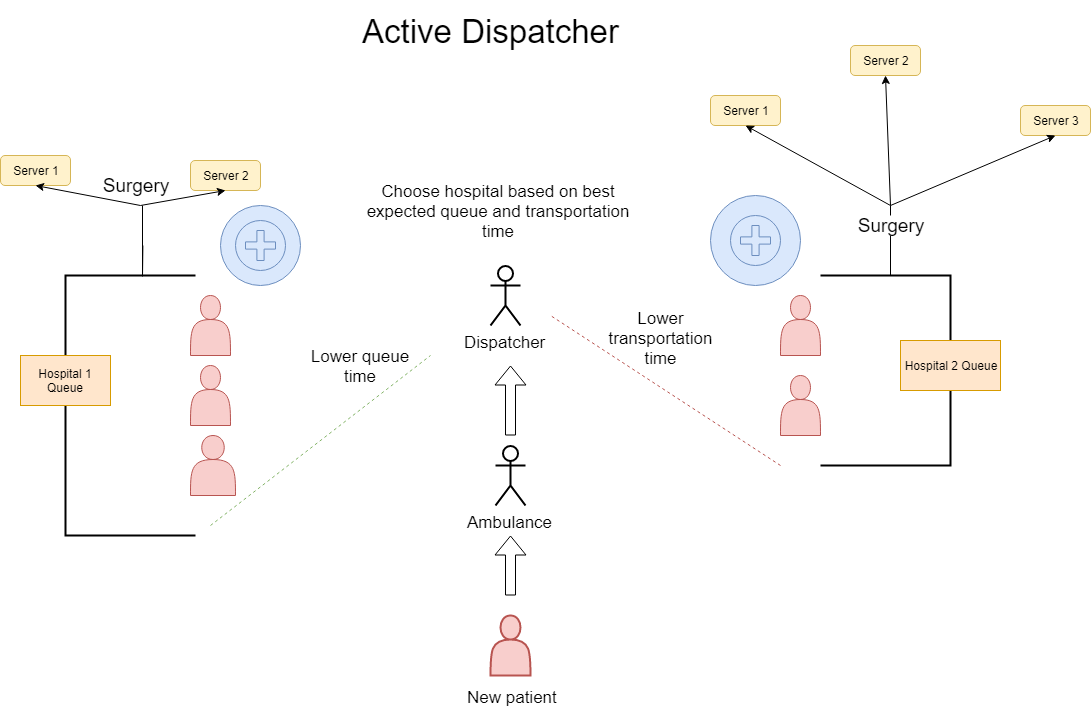 Active Dispatcher
Server 2
Server 1
Server 3
Server 1
Server 2
Surgery
Choose hospital based on best
expected queue and transportation
time
Surgery
Dispatcher
Lower
transportation
time
Lower queue
time
Hospital 1
Queue
Hospital 2 Queue
Ambulance
New patient